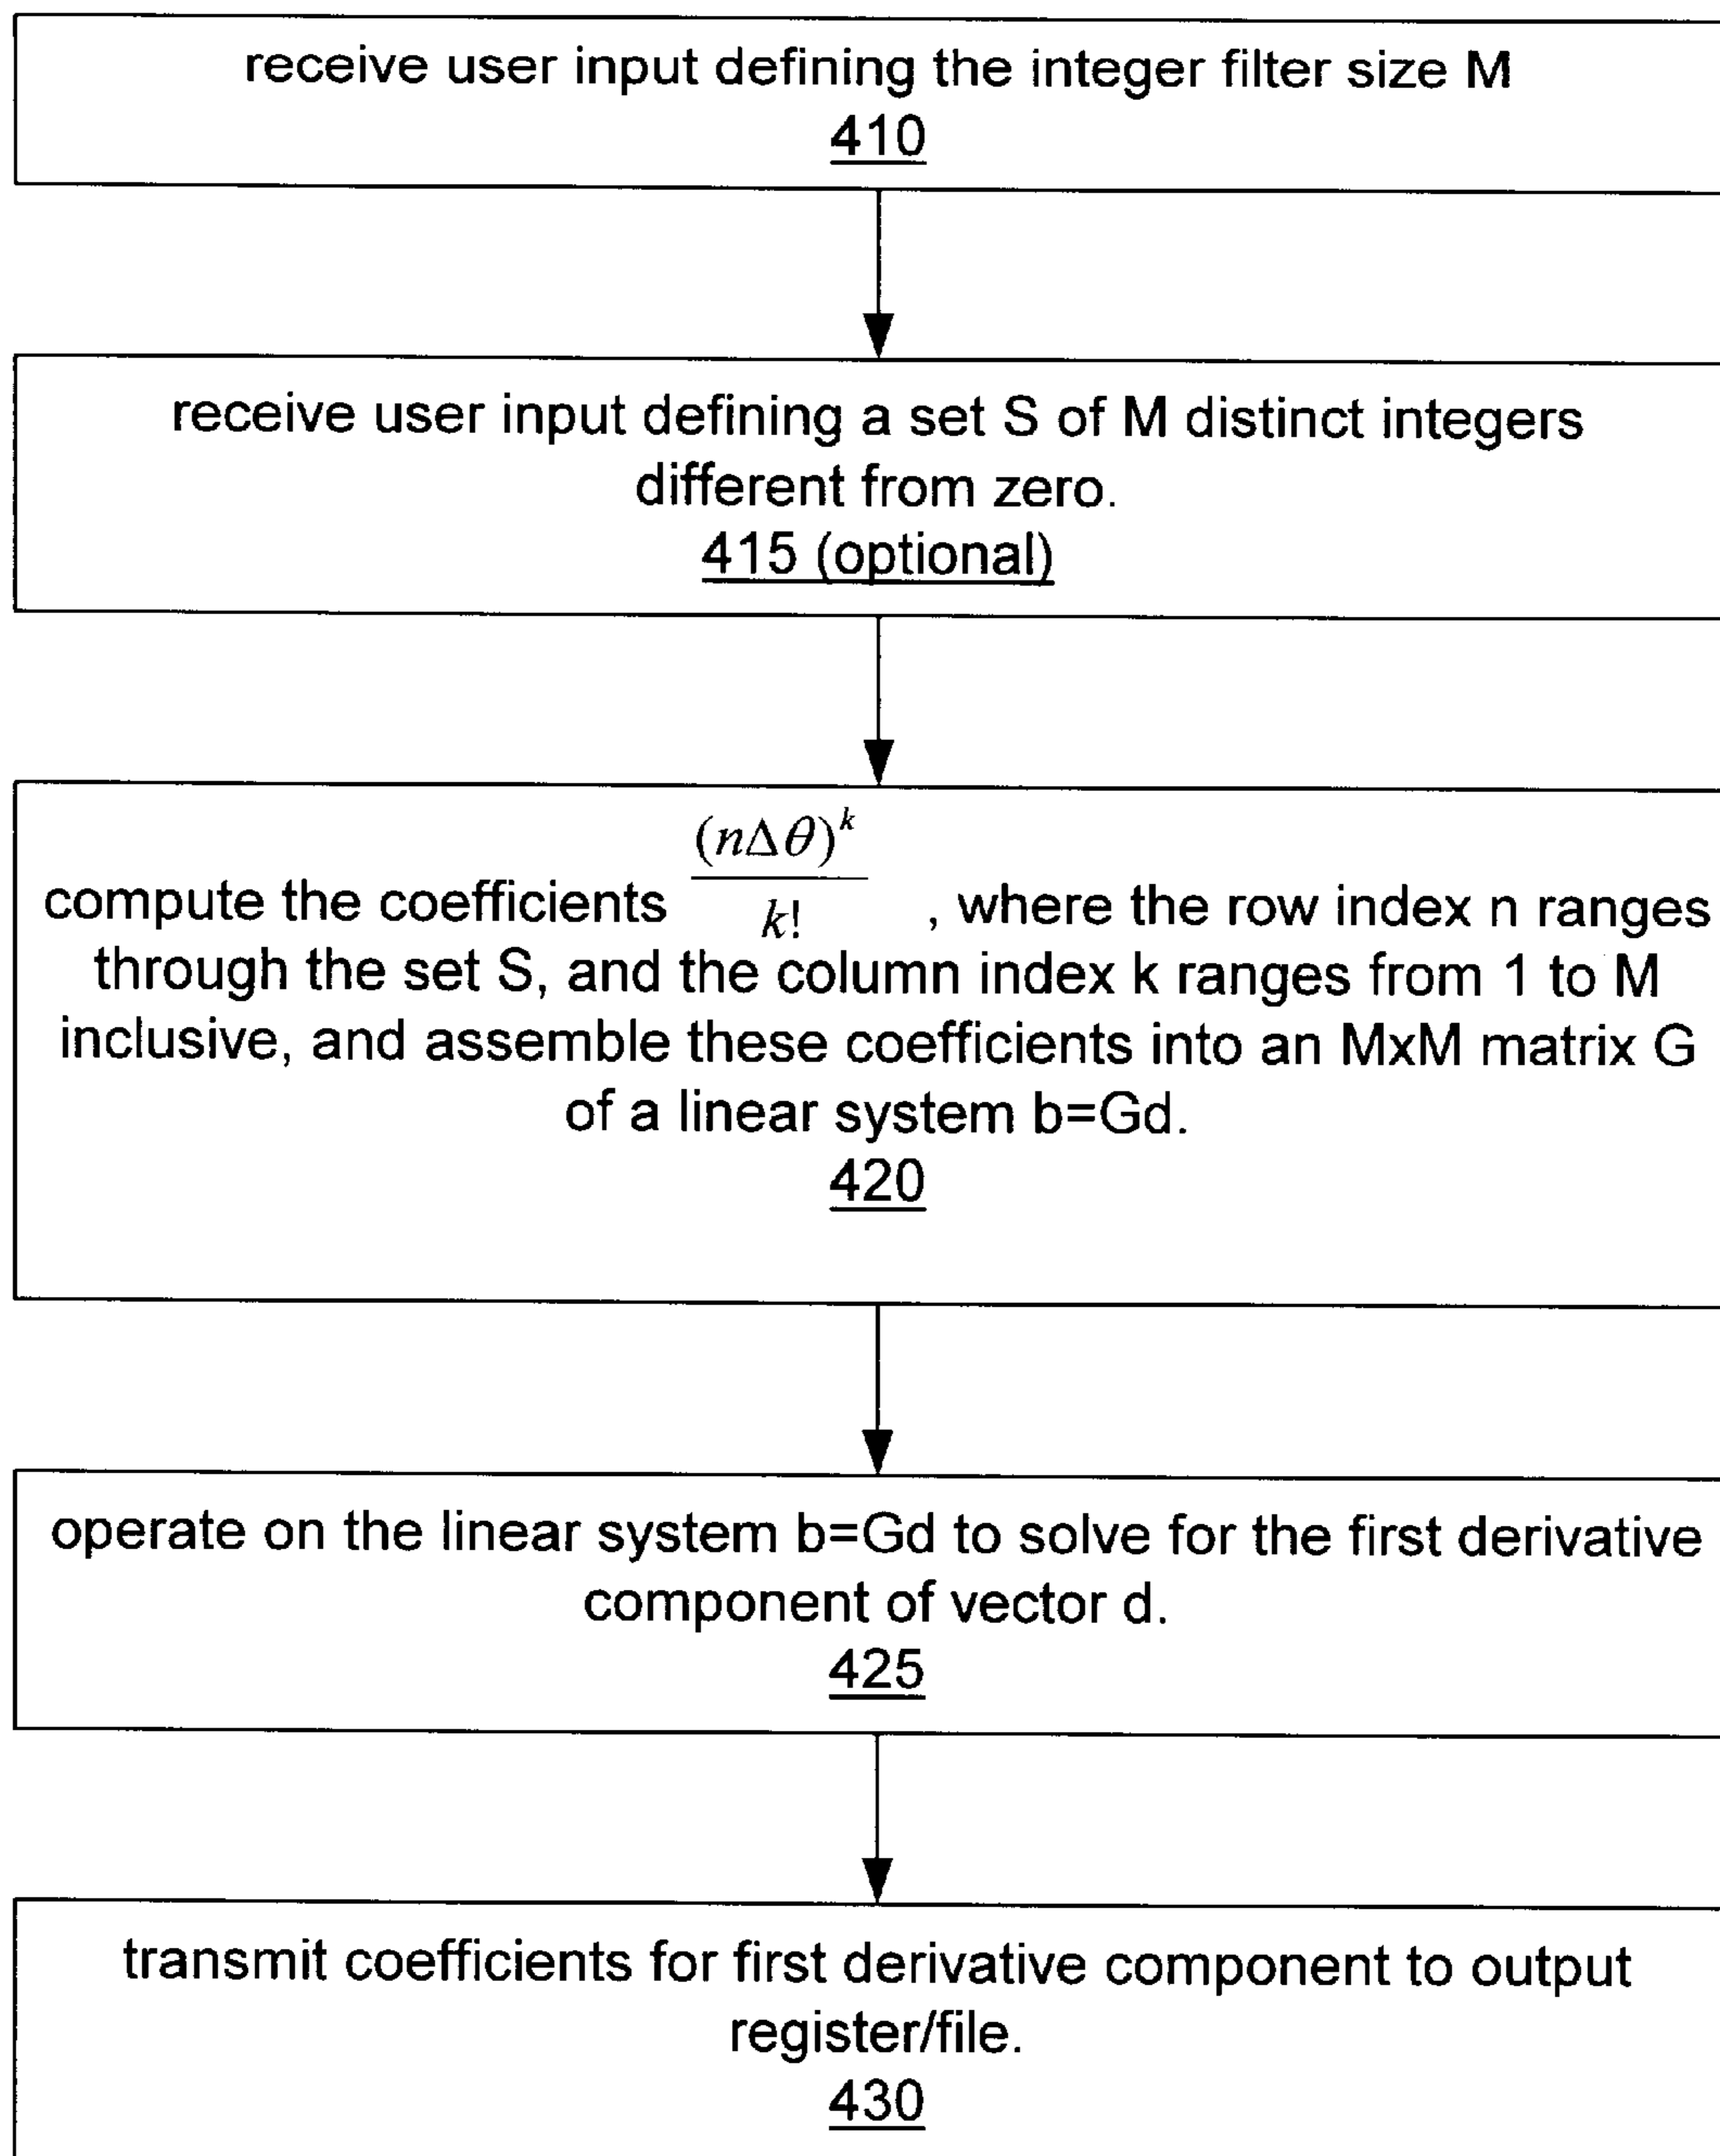 receive user input defining the integer filter size M
410
receive user input defining a set S of M distinct integers
different from zero.
415 (optional)
compute the coefficients (nΔθ)^k / k! , where the row index n ranges
through the set S, and the column index k ranges from 1 to M
inclusive, and assemble these coefficients into an MxM matrix G
of a linear system b=Gd.
420
operate on the linear system b=Gd to solve for the first derivative
component of vector d.
425
transmit coefficients for first derivative component to output
register/file.
430